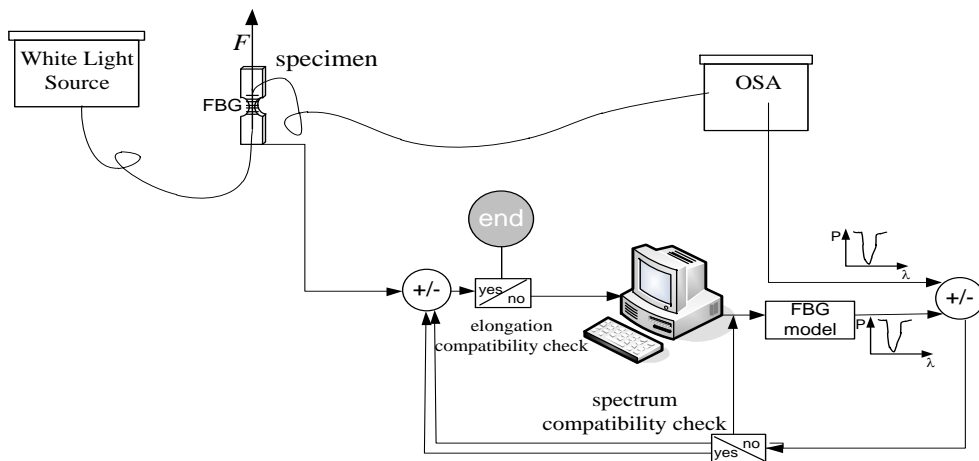 White Light
Source
F
specimen
FBG
OSA
end
+/-
yes
no
elongation
compatibility check
P
λ
FBG
model
P
λ
+/-
spectrum
compatibility check
no
yes